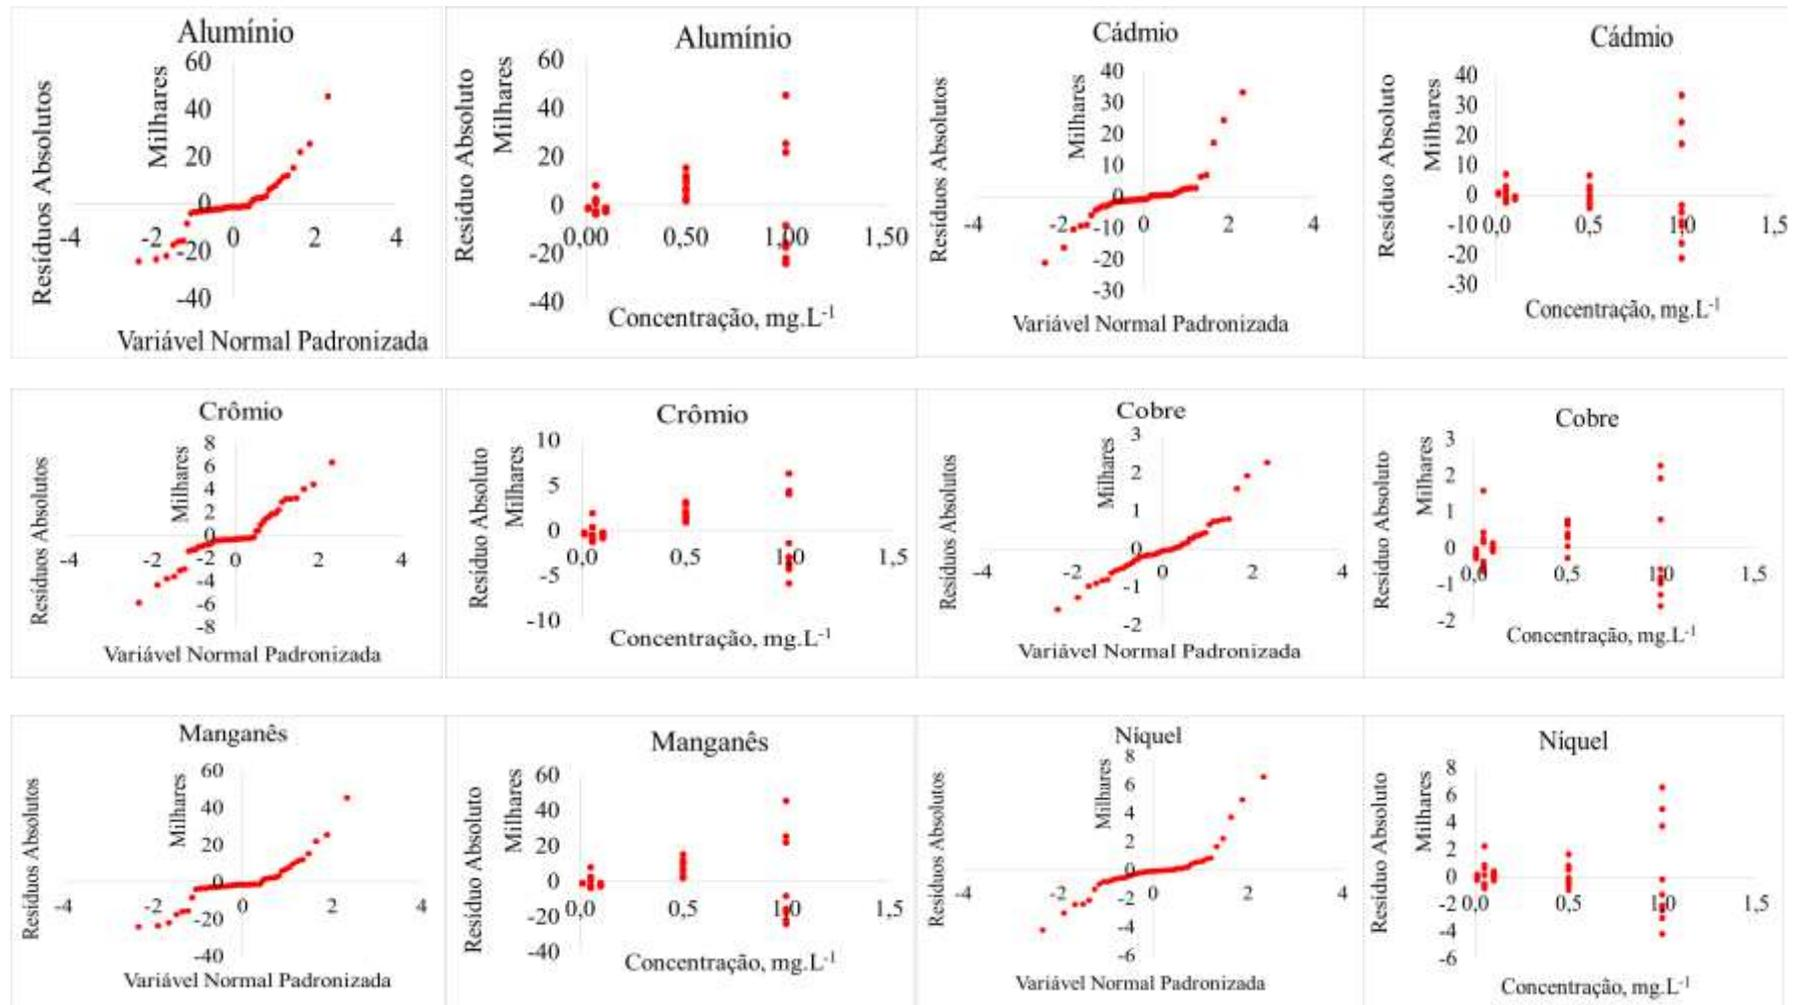 Alumínio
Resíduos Absolutos
Milhares
60
40
20
0
-20
-40
-4
-2
0
2
4
Variável Normal Padronizada
Alumínio
Resíduo Absoluto
Milhares
60
40
20
0
-20
-40
0,00
0,50
1,00
1,50
Concentração, mg.L-1
Cádmio
Resíduos Absolutos
Milhares
40
30
20
10
0
-10
-20
-30
-4
-2
0
2
4
Variável Normal Padronizada
Cádmio
Resíduo Absoluto
Milhares
40
30
20
10
0
-10
-20
-30
0,0
0,5
1,0
1,5
Concentração, mg.L-1
Crômio
Resíduos Absolutos
Milhares
8
6
4
2
0
-2
-4
-6
-8
-4
-2
0
2
4
Variável Normal Padronizada
Crômio
Resíduo Absoluto
Milhares
10
5
0
-5
-10
0,0
0,5
1,0
1,5
Concentração, mg.L-1
Cobre
Resíduos Absolutos
Milhares
3
2
1
0
-1
-2
-4
-2
0
2
4
Variável Normal Padronizada
Cobre
Resíduo Absoluto
Milhares
3
2
1
0
-1
-2
0,0
0,5
1,0
1,5
Concentração, mg.L-1
Manganês
Resíduos Absolutos
Milhares
60
40
20
0
-20
-40
-4
-2
0
2
4
Variável Normal Padronizada
Manganês
Resíduo Absoluto
Milhares
60
40
20
0
-20
-40
0,0
0,5
1,0
1,5
Concentração, mg.L-1
Níquel
Resíduos Absolutos
Milhares
8
6
4
2
0
-2
-4
-6
-4
-2
0
2
4
Variável Normal Padronizada
Níquel
Resíduo Absoluto
Milhares
8
6
4
2
0
-2
-4
-6
0,0
0,5
1,0
1,5
Concentração, mg.L-1